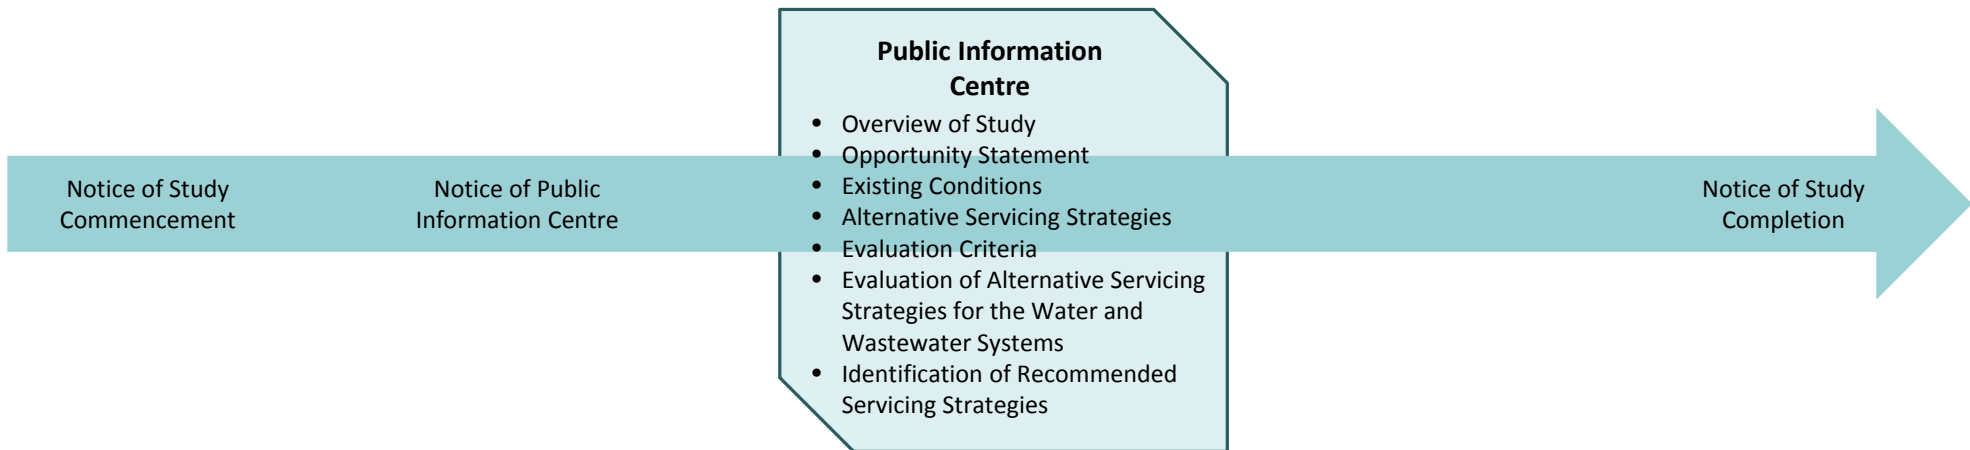 Notice of Study
Commencement
Notice of Public
Information Centre
Public Information
Centre
• Overview of Study
• Opportunity Statement
• Existing Conditions
• Alternative Servicing Strategies
• Evaluation Criteria
• Evaluation of Alternative Servicing
Strategies for the Water and
Wastewater Systems
• Identification of Recommended
Servicing Strategies
Notice of Study
Completion